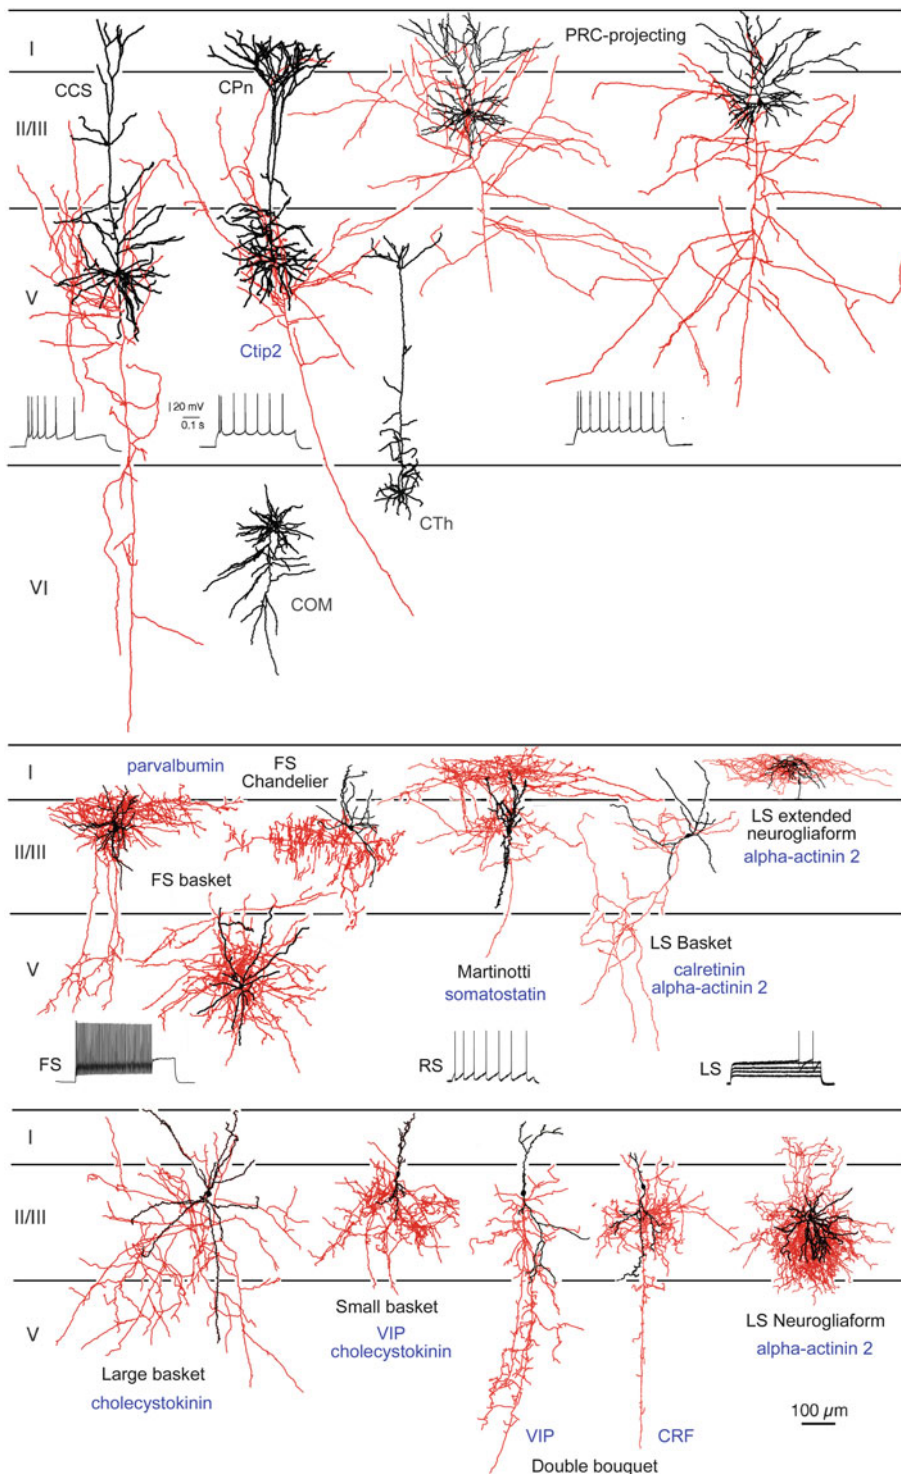 I
CCS
CPn
PRC-projecting
II/III
V
Ctip2
20 mV
0.1 s
CTh
COM
VI
I
parvalbumin
FS
Chandelier
II/III
FS basket
LS extended
neurogliaform
alpha-actinin 2
V
Martinotti
somatostatin
LS Basket
calretinin
alpha-actinin 2
FS
RS
LS
I
II/III
V
Large basket
cholecystokinin
Small basket
VIP
cholecystokinin
VIP
CRF
Double bouquet
LS Neurogliaform
alpha-actinin 2
100 µm